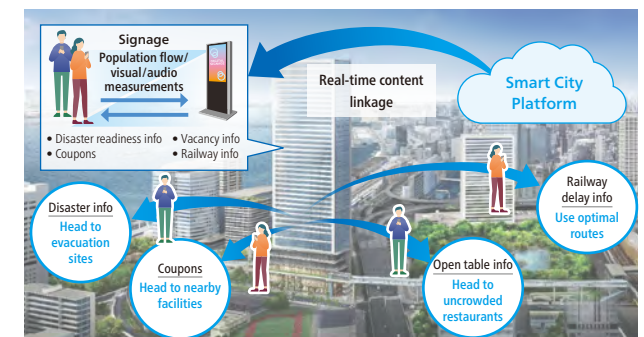 Signage
Population flow/
visual/audio
measurements
• Disaster readiness info
• Vacancy info
• Coupons
• Railway info
Real-time content
linkage
Smart City
Platform
Disaster info
Head to
evacuation
sites
Coupons
Head to nearby
facilities
Open table info
Head to
uncrowded
restaurants
Railway
delay info
Use optimal
routes